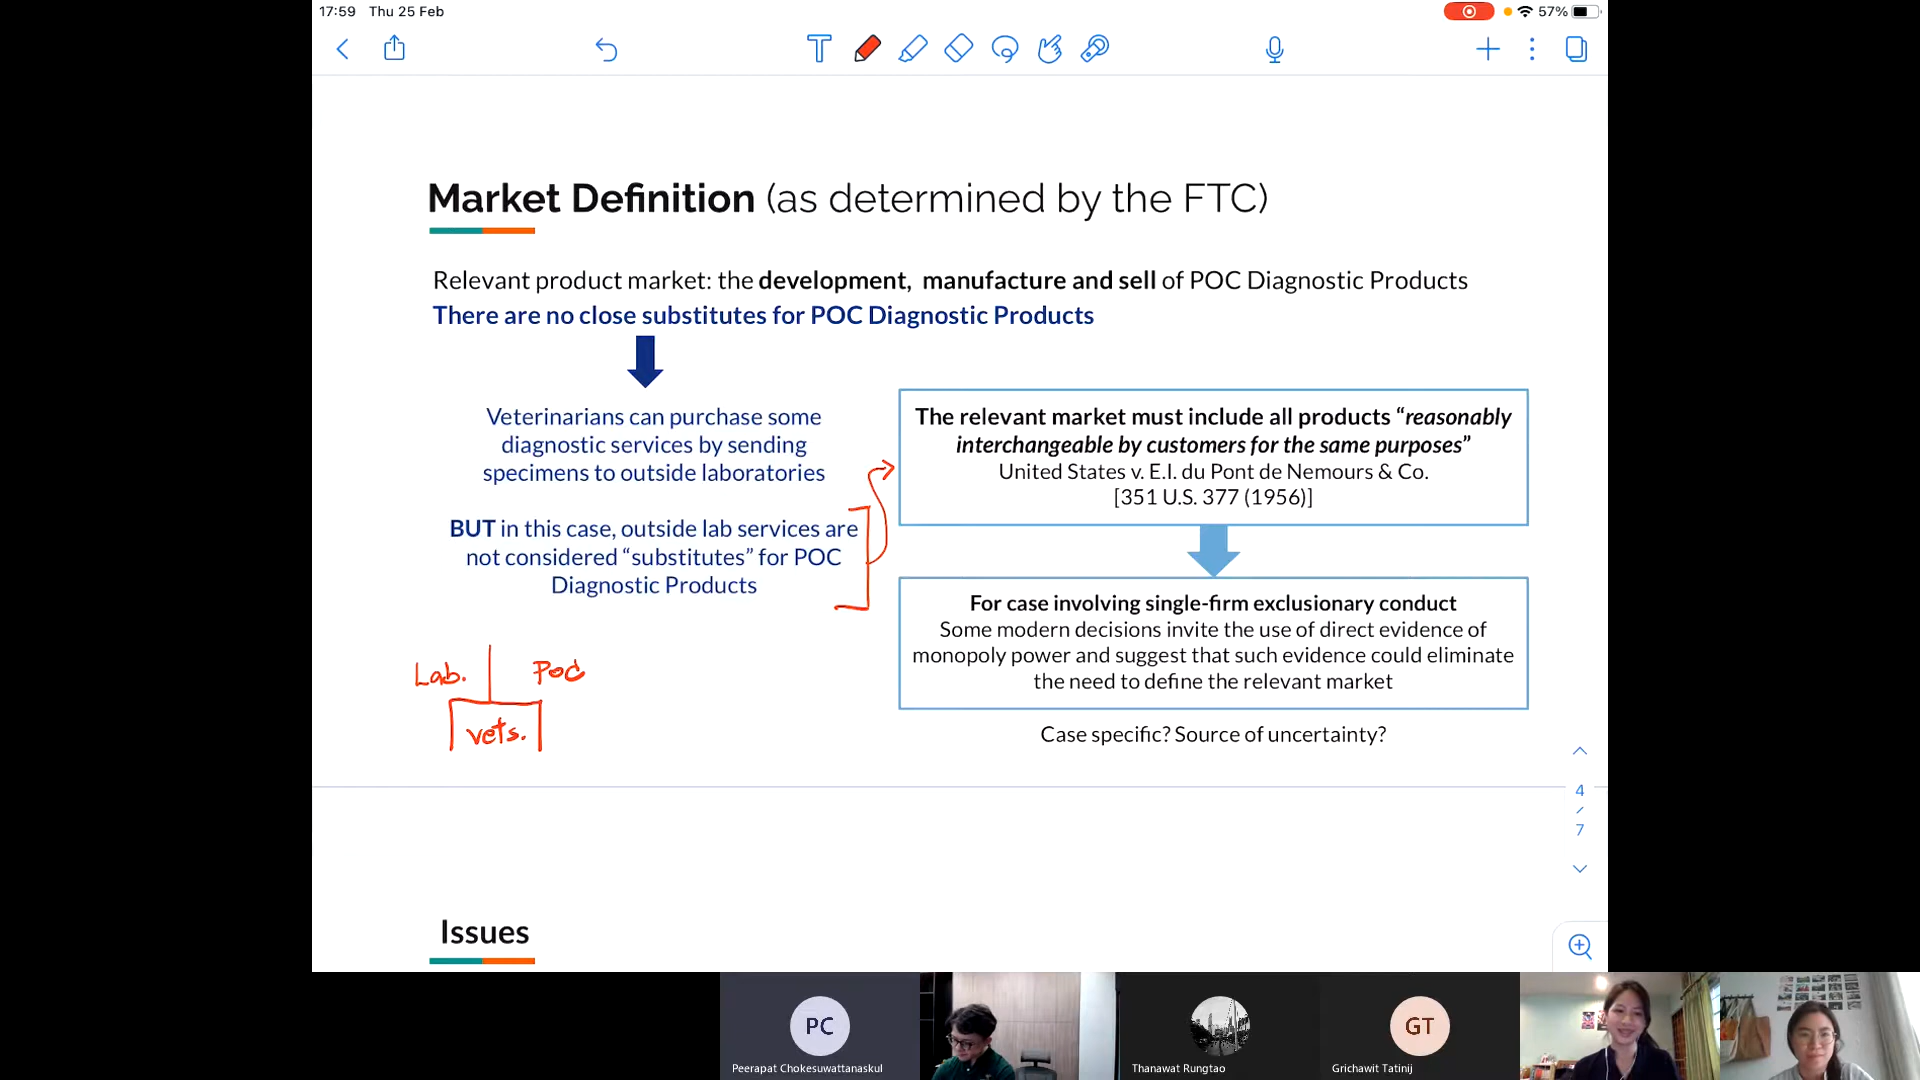 17:59 Thu 25 Feb
57%
Market Definition (as determined by the FTC)
Relevant product market: the development, manufacture and sell of POC Diagnostic Products
There are no close substitutes for POC Diagnostic Products
Veterinarians can purchase some
diagnostic services by sending
specimens to outside laboratories
BUT in this case, outside lab services are
not considered “substitutes” for POC
Diagnostic Products
Lab. POC
vets.
The relevant market must include all products “reasonably
interchangeable by customers for the same purposes”
United States v. E.I. du Pont de Nemours & Co.
[351 U.S. 377 (1956)]
For case involving single-firm exclusionary conduct
Some modern decisions invite the use of direct evidence of
monopoly power and suggest that such evidence could eliminate
the need to define the relevant market
Case specific? Source of uncertainty?
4
/
7
Issues
PC
GT
Peerapat Chokesuwattanaskul
Thanawat Rungtao
Grichawit Tatinij